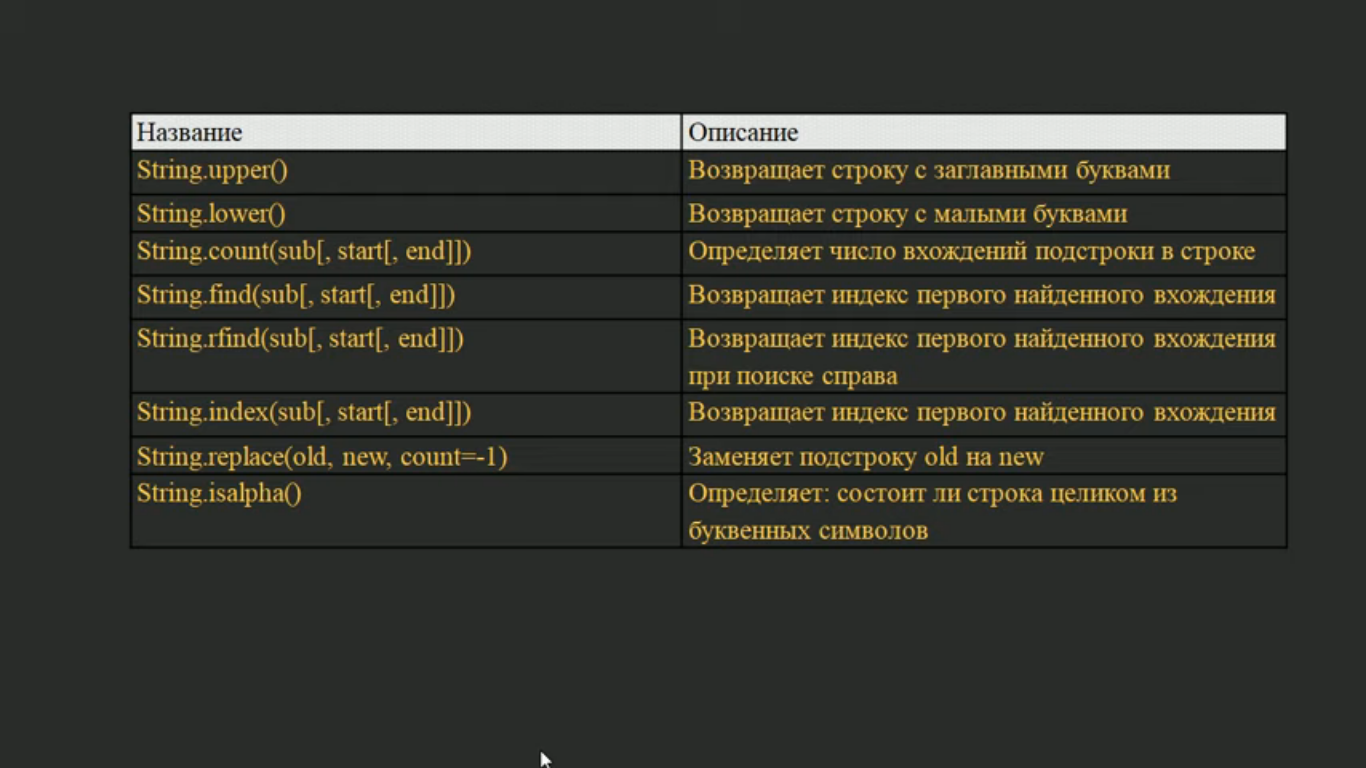 Название Описание
String.upper() Возвращает строку с заглавными буквами
String.lower() Возвращает строку с малыми буквами
String.count(sub[, start[, end]]) Определяет число вхождений подстроки в строке
String.find(sub[, start[, end]]) Возвращает индекс первого найденного вхождения
String.rfind(sub[, start[, end]]) Возвращает индекс первого найденного вхождения
при поиске справа
String.index(sub[, start[, end]]) Возвращает индекс первого найденного вхождения
String.replace(old, new, count=-1) Заменяет подстроку old на new
String.isalpha() Определяет: состоит ли строка целиком из
буквенных символов